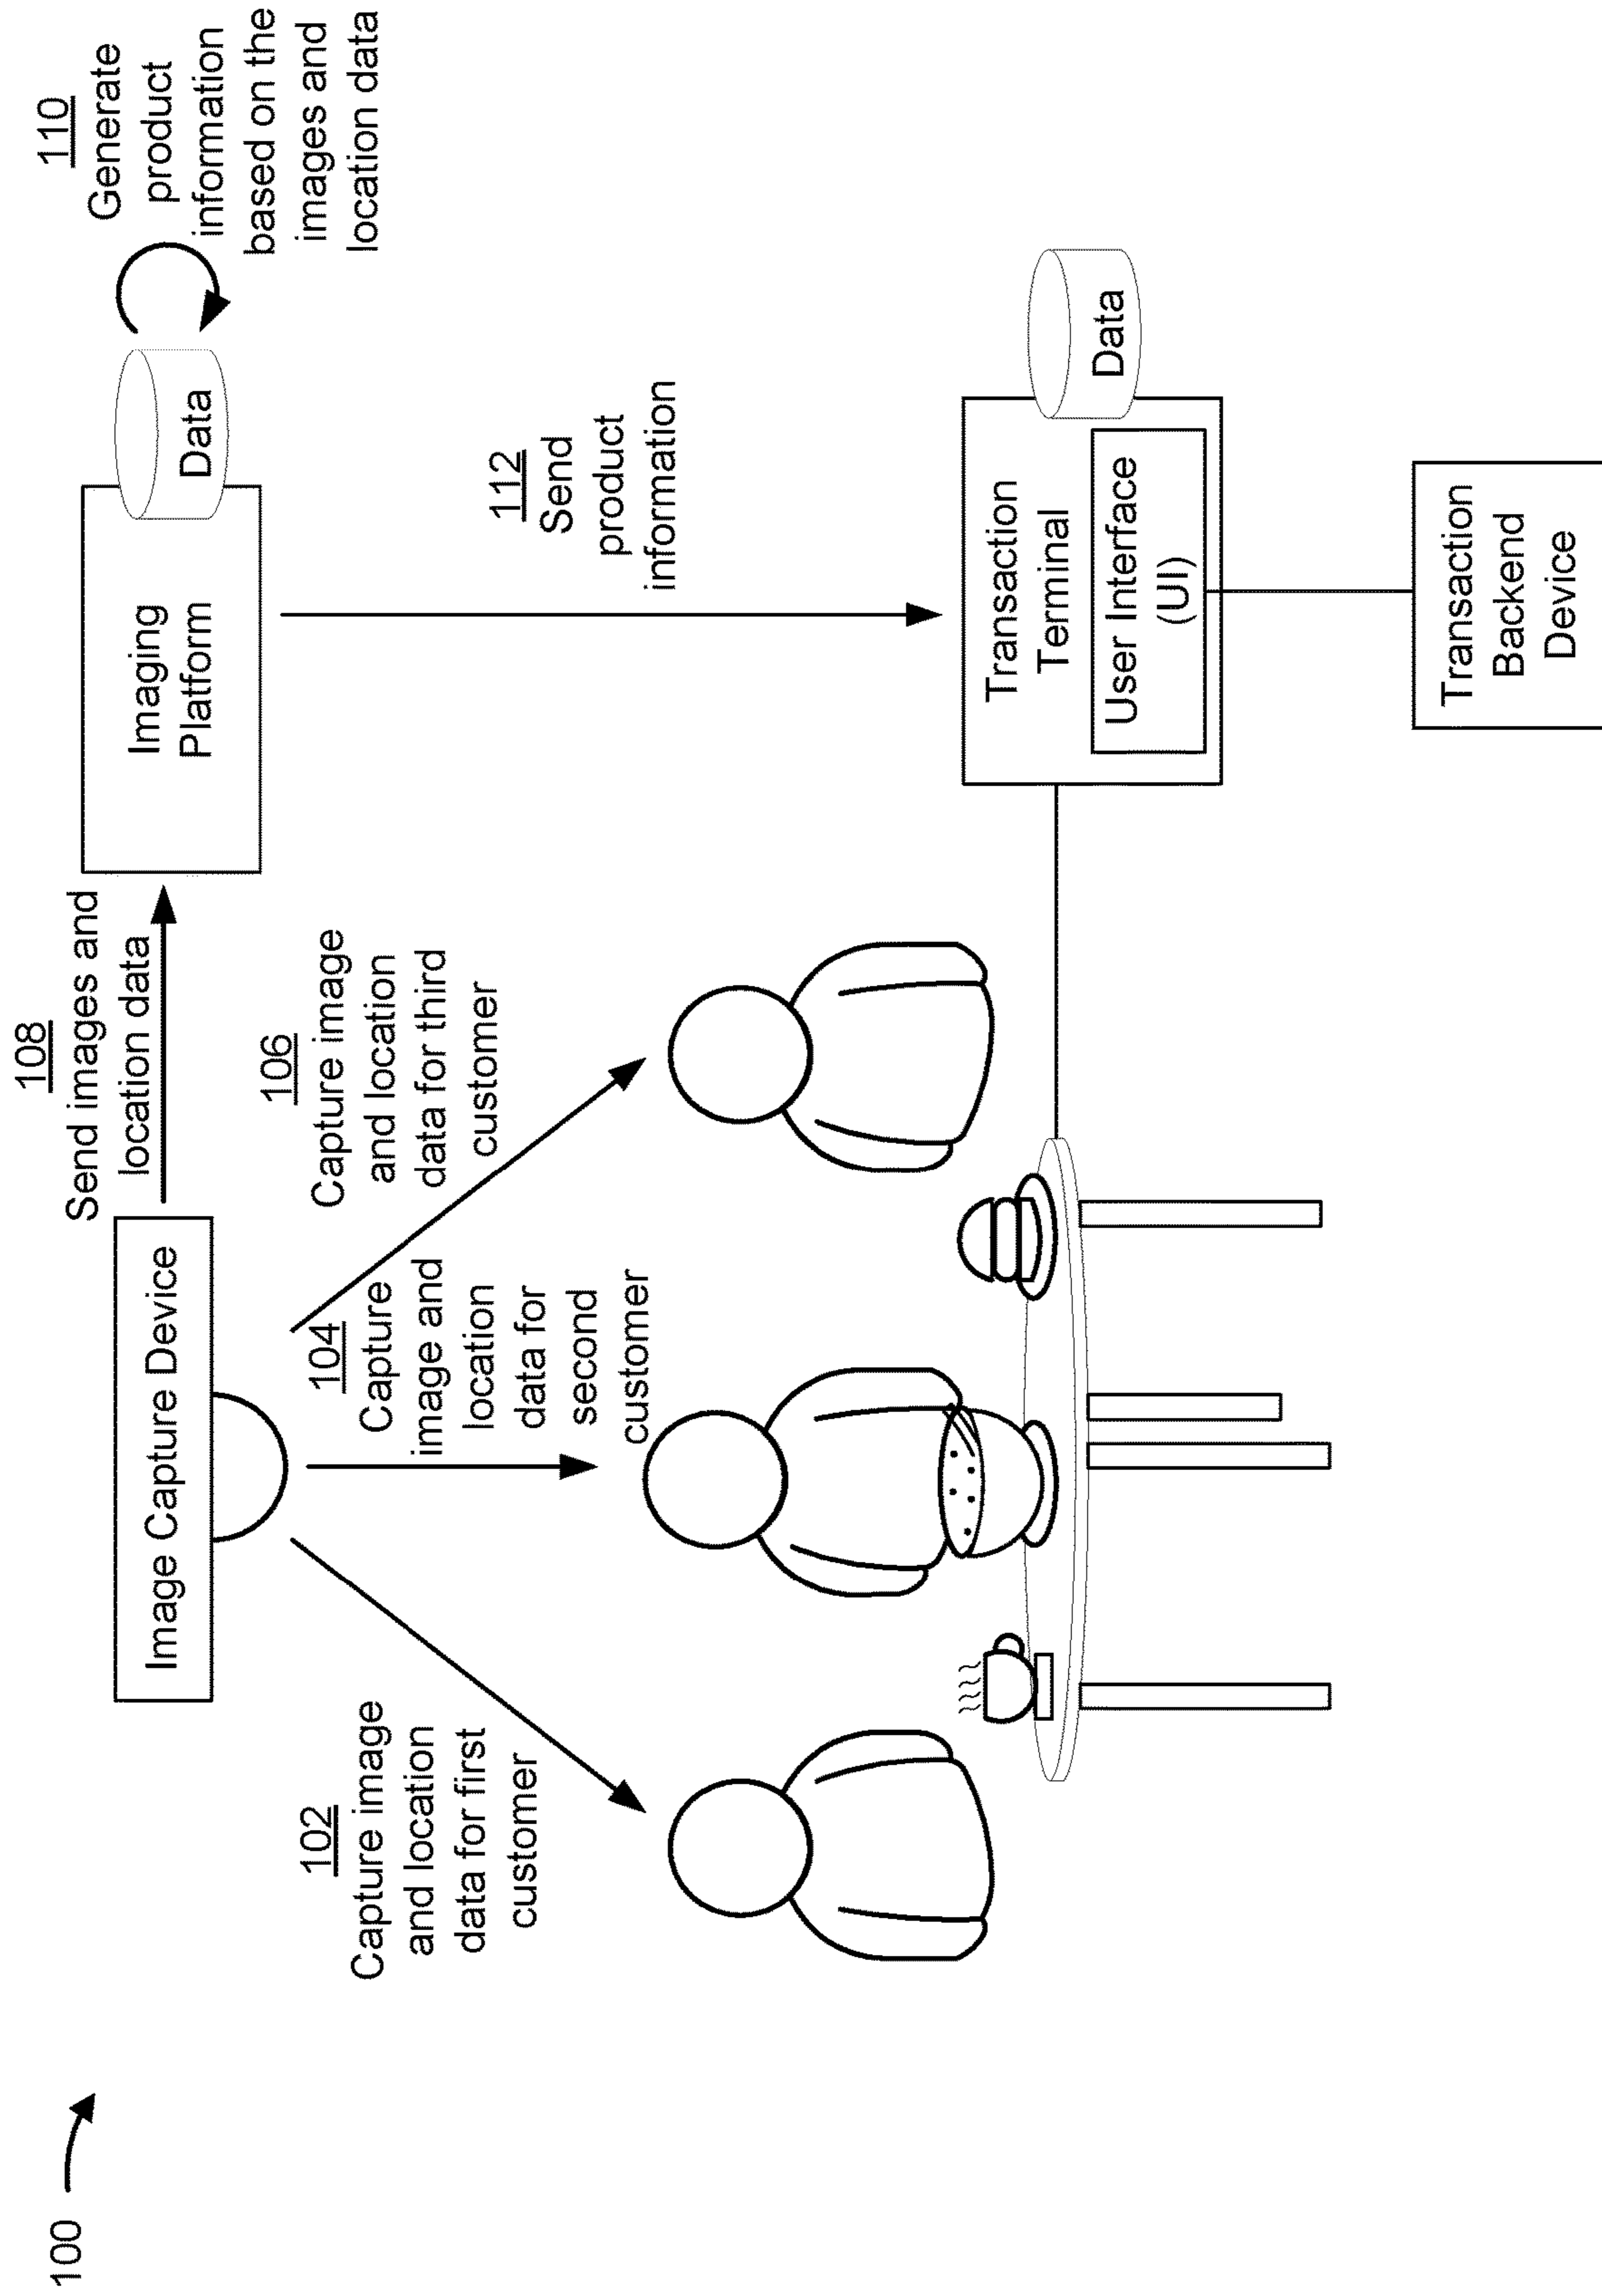 100
Image Capture Device
108
Send images and
location data
Imaging
Platform
Data
110
Generate
product
information
based on the
images and
location data
102
Capture image
and location
data for first
customer
104
Capture
image and
location
data for
second
customer
106
Capture image
and location
data for third
customer
112
Send
product
information
Transaction
Terminal
User Interface
(UI)
Data
Transaction
Backend
Device